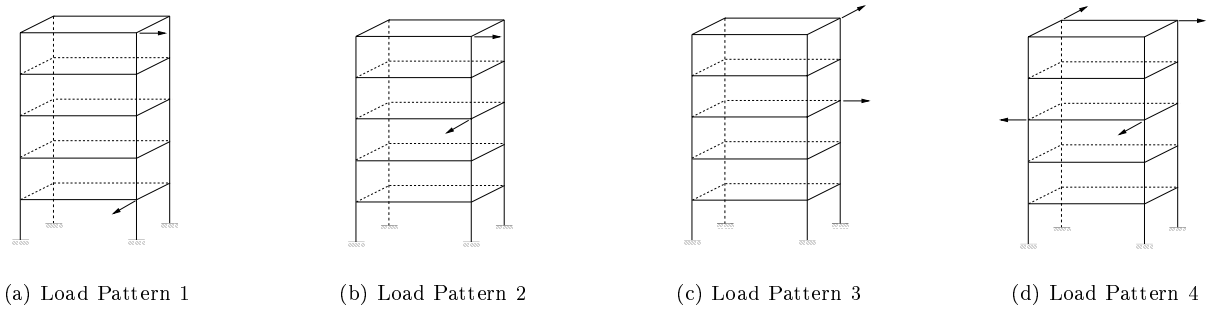 (a) Load Pattern 1
(b) Load Pattern 2
(c) Load Pattern 3
(d) Load Pattern 4